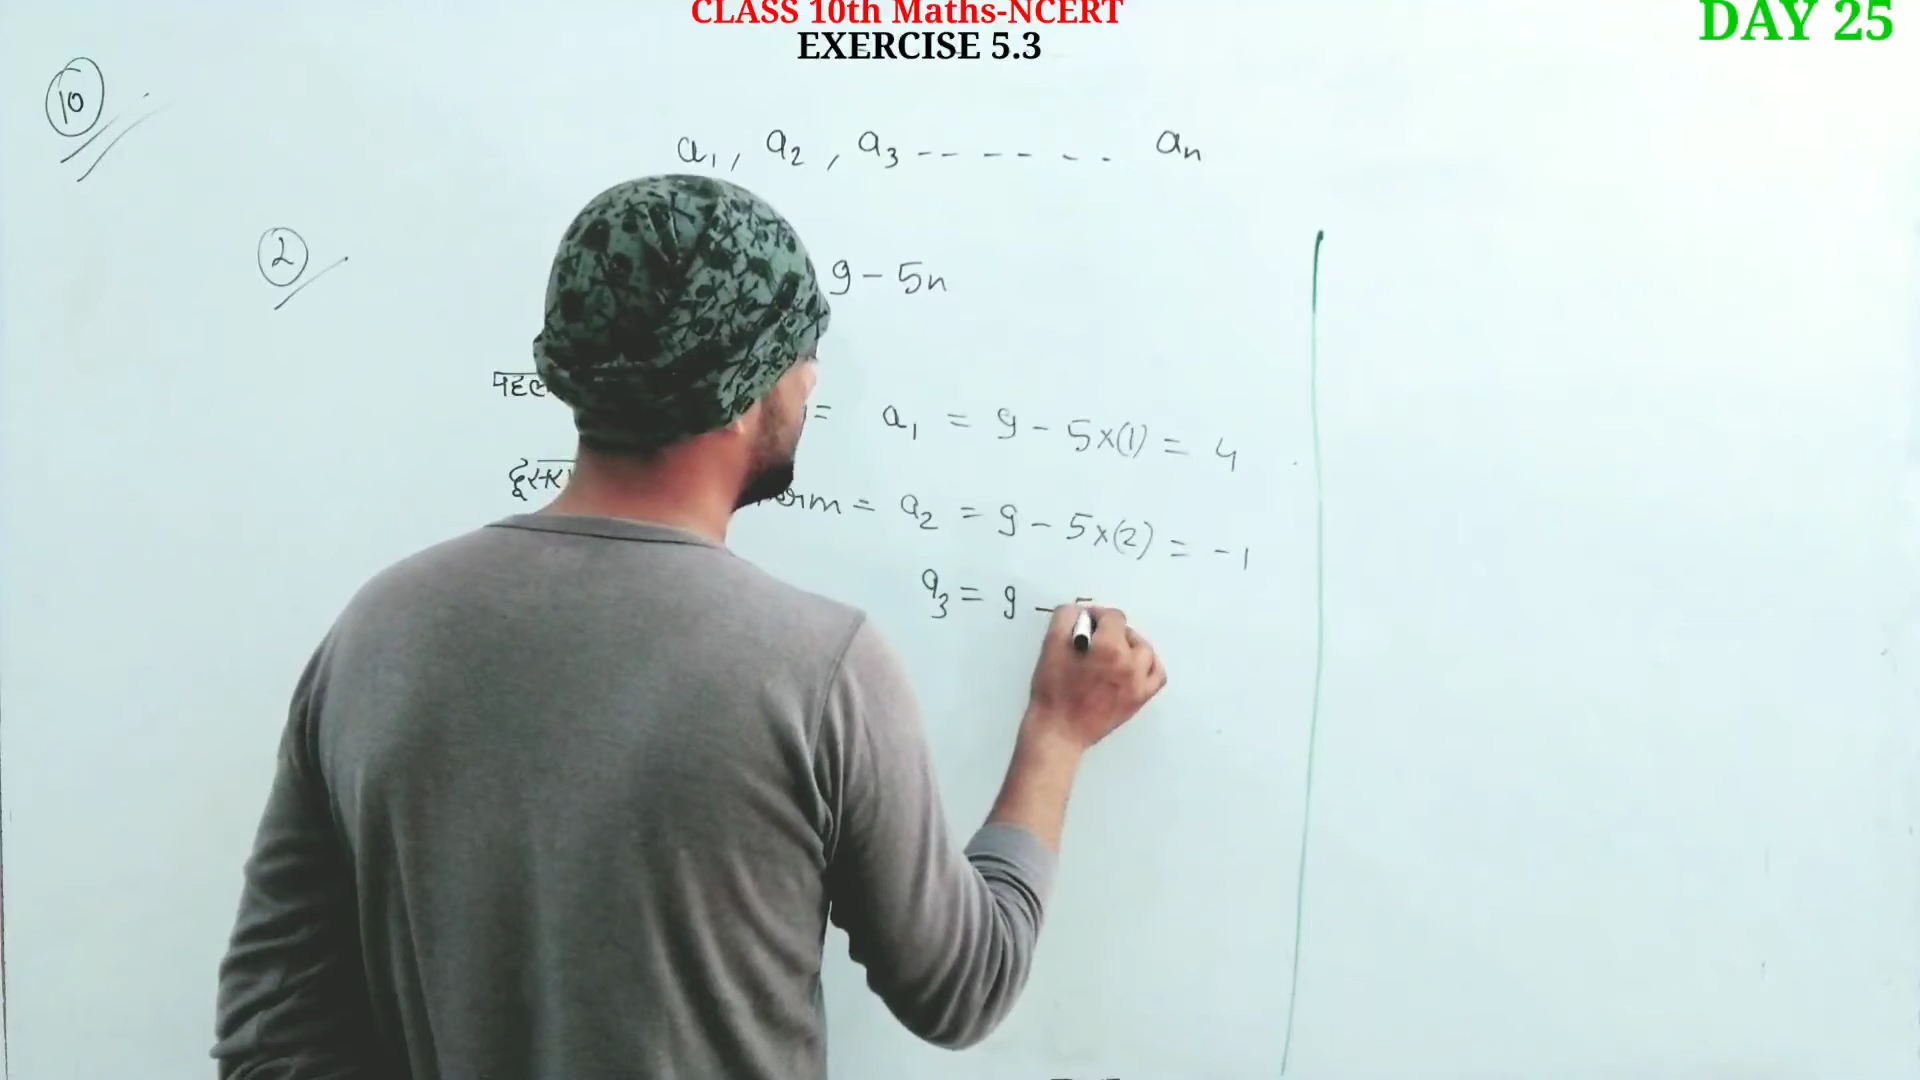 CLASS 10th Maths-NCERT
EXERCISE 5.3
DAY 25
10
a1, a2, a3 ------ an
2
9 - 5n
= a1 = 9 - 5x(1) = 4
= a2 = 9 - 5x(2) = -1
a3 = 9 -